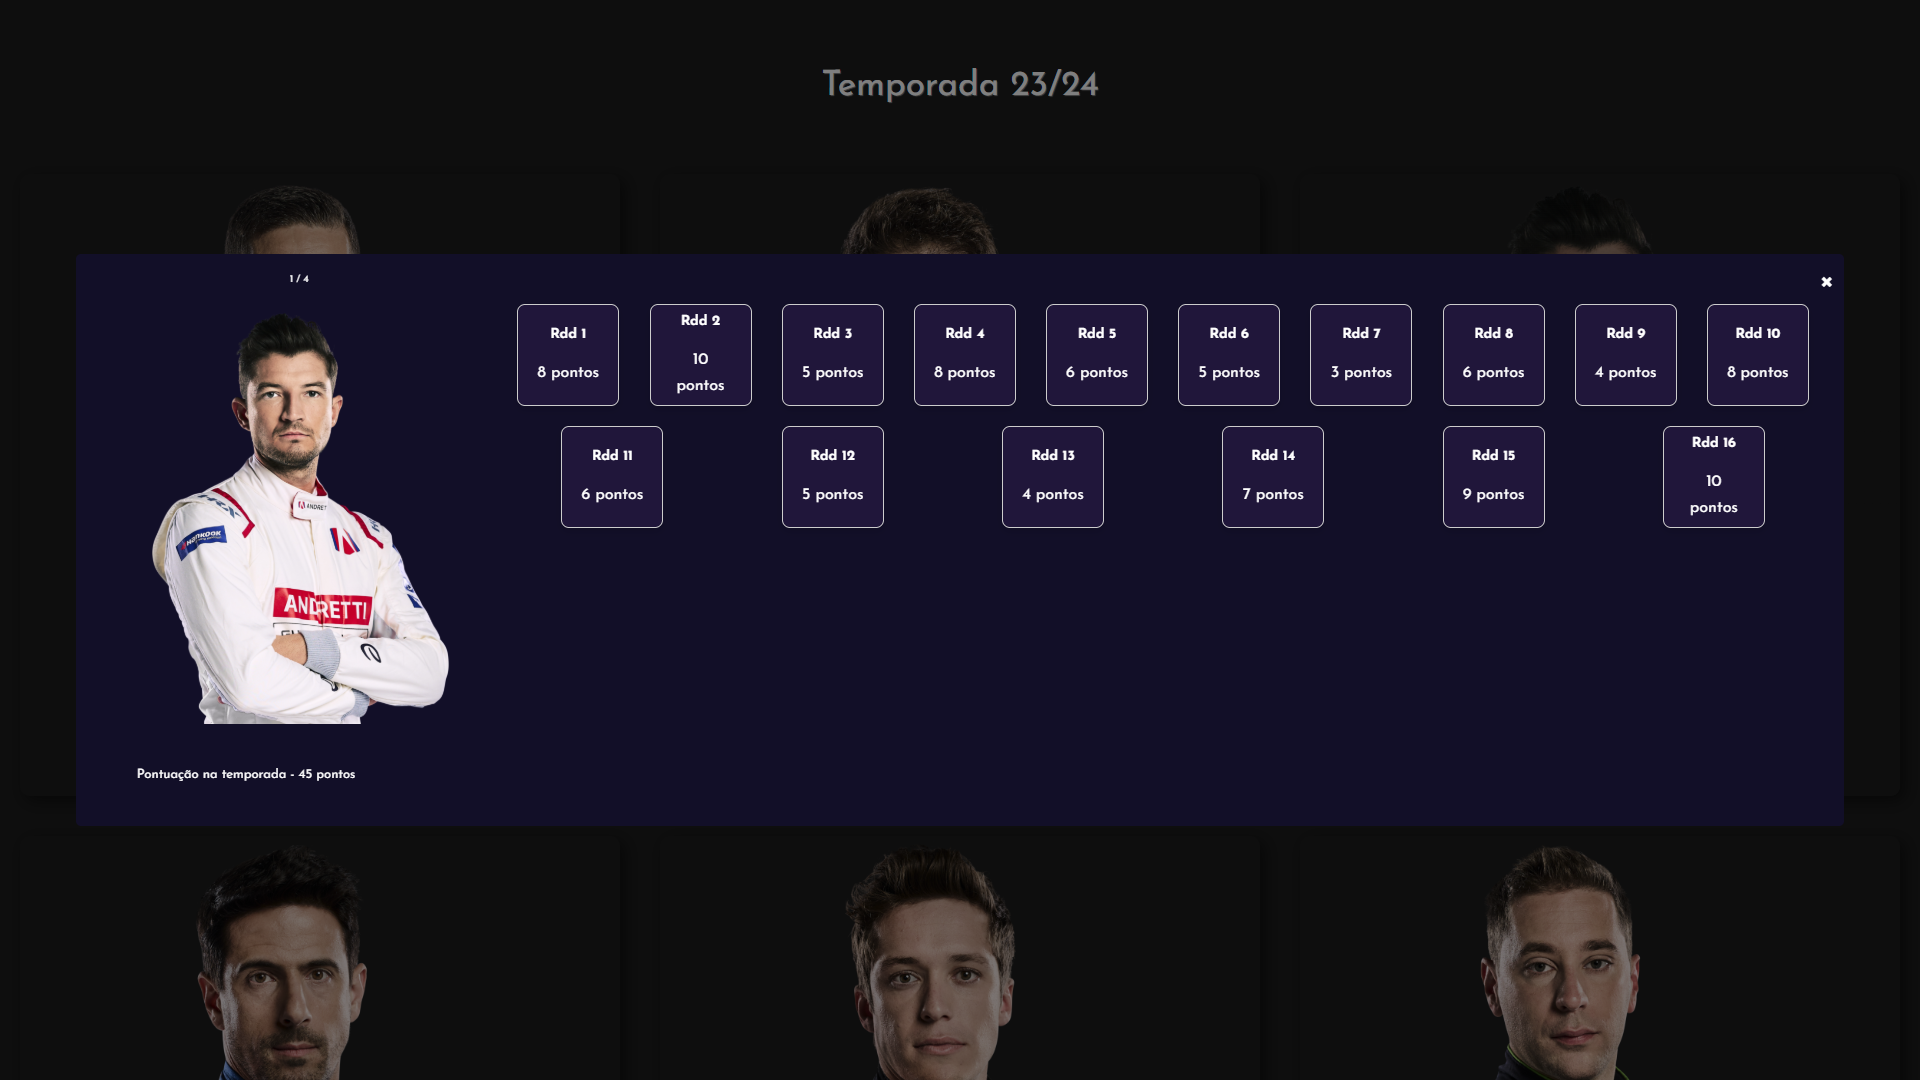 Temporada 23/24
1 / 4
✖
Rdd 1
8 pontos
Rdd 2
10
pontos
Rdd 3
5 pontos
Rdd 4
8 pontos
Rdd 5
6 pontos
Rdd 6
5 pontos
Rdd 7
3 pontos
Rdd 8
6 pontos
Rdd 9
4 pontos
Rdd 10
8 pontos
Rdd 11
6 pontos
Rdd 12
5 pontos
Rdd 13
4 pontos
Rdd 14
7 pontos
Rdd 15
9 pontos
Rdd 16
10
pontos
ANDRET
HANKOOK
ANDRETTI
Pontuação na temporada - 45 pontos